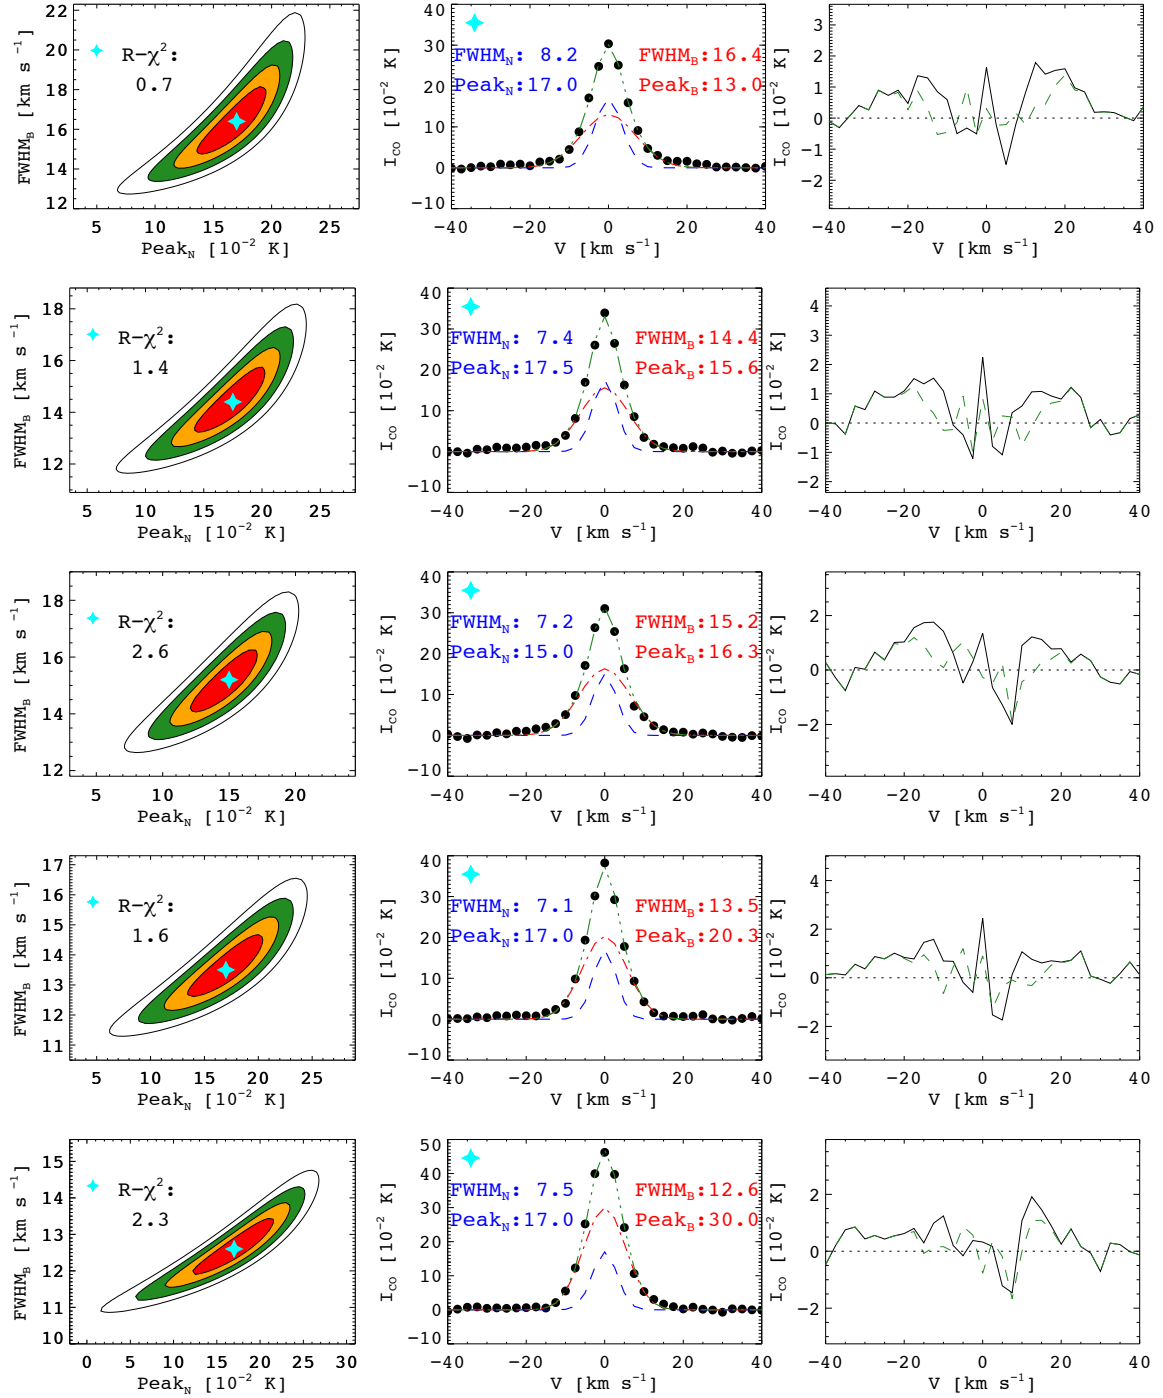 22
20
18
16
14
12
FWHM_B [km s⁻¹]
R−χ²:
0.7
5 10 15 20 25
Peak_N [10⁻² K]
40
30
20
10
0
−10
I_CO [10⁻² K]
FWHM_N: 8.2 FWHM_B:16.4
Peak_N:17.0 Peak_B:13.0
−40 −20 0 20 40
V [km s⁻¹]
I_CO [10⁻² K]
2
0
−2
−40 −20 0 20 40
V [km s⁻¹]
18
16
14
12
FWHM_B [km s⁻¹]
R−χ²:
1.4
0 5 10 15 20 25
Peak_N [10⁻² K]
40
30
20
10
0
−10
I_CO [10⁻² K]
FWHM_N: 7.4 FWHM_B:14.4
Peak_N:17.5 Peak_B:15.6
−40 −20 0 20 40
V [km s⁻¹]
I_CO [10⁻² K]
4
2
1
0
−1
−2
−40 −20 0 20 40
V [km s⁻¹]
18
16
14
12
FWHM_B [km s⁻¹]
R−χ²:
2.6
5 10 15 20
Peak_N [10⁻² K]
40
30
20
10
0
−10
I_CO [10⁻² K]
FWHM_N: 7.2 FWHM_B:15.2
Peak_N:15.0 Peak_B:16.3
−40 −20 0 20 40
V [km s⁻¹]
I_CO [10⁻² K]
2
0
−2
−40 −20 0 20 40
V [km s⁻¹]
17
16
15
14
13
12
11
FWHM_B [km s⁻¹]
R−χ²:
1.6
5 10 15 20 25
Peak_N [10⁻² K]
40
30
20
10
0
−10
I_CO [10⁻² K]
FWHM_N: 7.1 FWHM_B:13.5
Peak_N:17.0 Peak_B:20.3
−40 −20 0 20 40
V [km s⁻¹]
I_CO [10⁻² K]
4
2
0
−2
−40 −20 0 20 40
V [km s⁻¹]
15
14
13
12
11
10
FWHM_B [km s⁻¹]
R−χ²:
2.3
0 5 10 15 20 25 30
Peak_N [10⁻² K]
50
40
30
20
10
0
−10
I_CO [10⁻² K]
FWHM_N: 7.5 FWHM_B:12.6
Peak_N:17.0 Peak_B:30.0
−40 −20 0 20 40
V [km s⁻¹]
I_CO [10⁻² K]
2
0
−2
−40 −20 0 20 40
V [km s⁻¹]